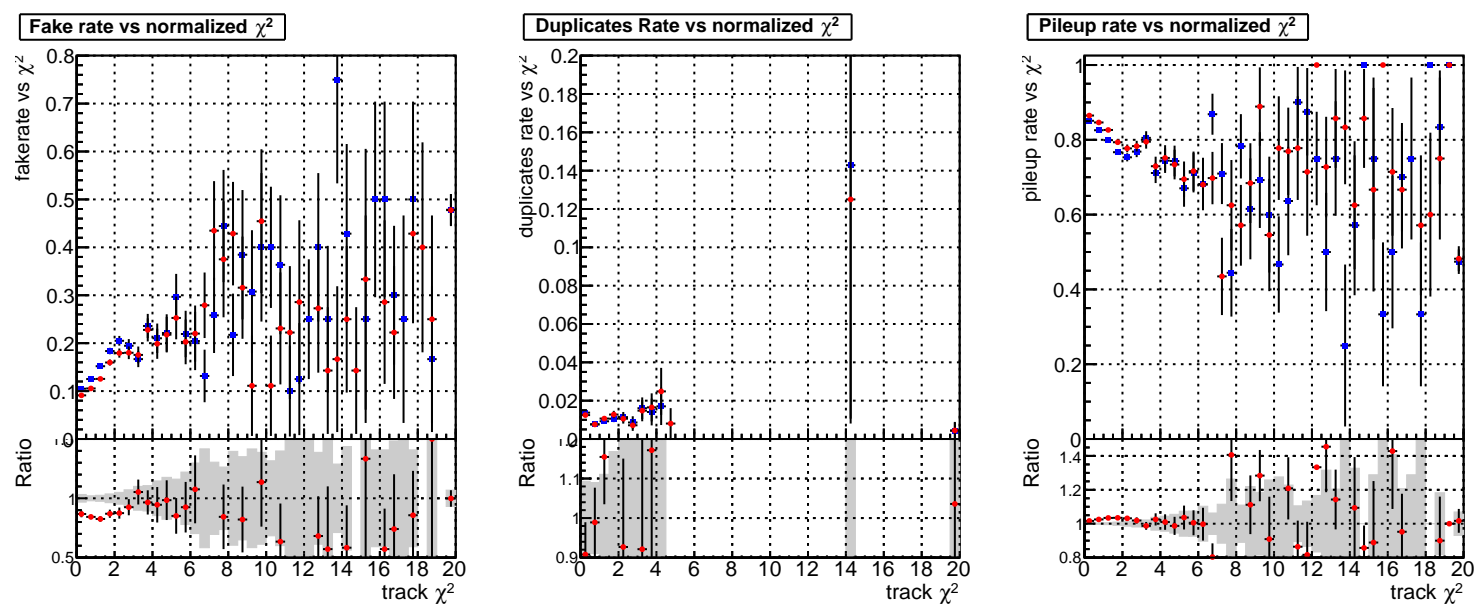 Fake rate vs normalized χ²
fakerate vs χ²
0.8
0.7
0.6
0.5
0.4
0.3
0.2
0.1
Ratio
1
0.5
0 2 4 6 8 10 12 14 16 18 20
track χ²
Duplicates Rate vs normalized χ²
duplicates rate vs χ²
0.2
0.18
0.16
0.14
0.12
0.1
0.08
0.06
0.04
0.02
0
Ratio
1.1
1
0.9
0 2 4 6 8 10 12 14 16 18 20
track χ²
Pileup rate vs normalized χ²
pileup rate vs χ²
1
0.8
0.6
0.4
0.2
0
Ratio
1.4
1.2
1
0.8
0 2 4 6 8 10 12 14 16 18 20
track χ²